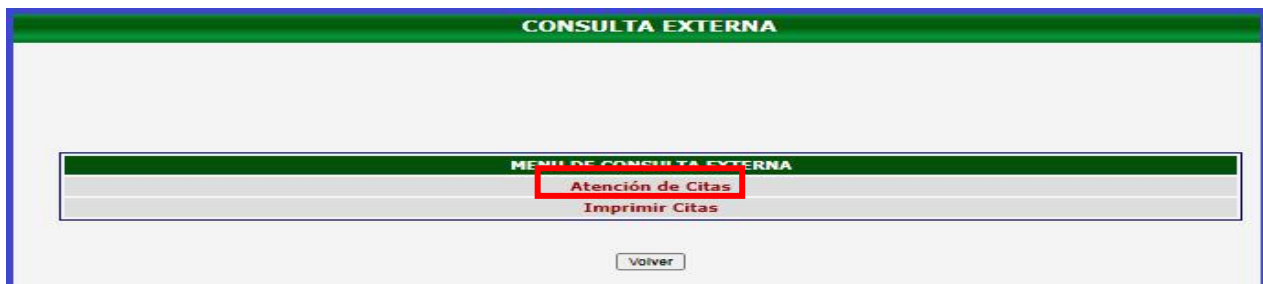 CONSULTA EXTERNA
MENU DE CONSULTA EXTERNA
Atención de Citas
Imprimir Citas
Volver